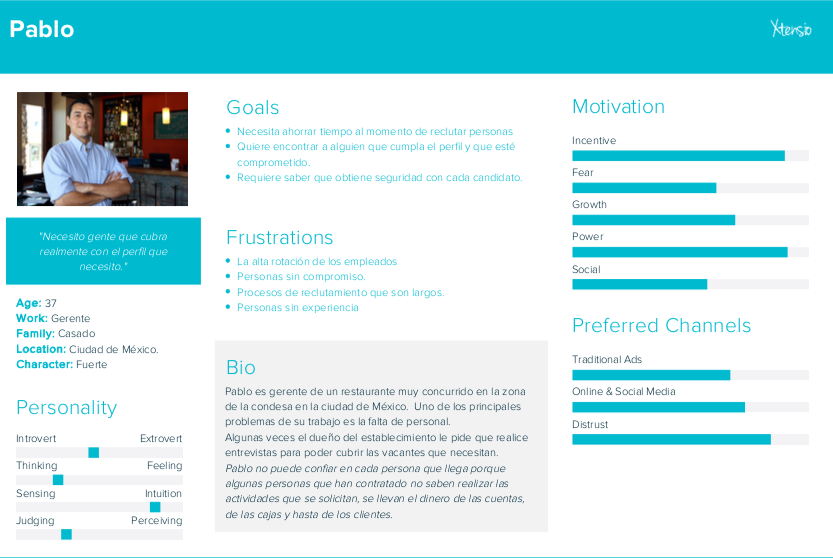 Pablo
Xtensio
"Necesito gente que cubra
realmente con el perfil que
necesito."
Age: 37
Work: Gerente
Family: Casado
Location: Ciudad de México.
Character: Fuerte
Personality
Introvert Extrovert
Thinking Feeling
Sensing Intuition
Judging Perceiving
Goals
Necesita ahorrar tiempo al momento de reclutar personas
Quiere encontrar a alguien que cumpla el perfil y que esté
comprometido.
Requiere saber que obtiene seguridad con cada candidato.
Frustrations
La alta rotación de los empleados
Personas sin compromiso.
Procesos de reclutamiento que son largos.
Personas sin experiencia
Bio
Pablo es gerente de un restaurante muy concurrido en la zona
de la condesa en la ciudad de México. Uno de los principales
problemas de su trabajo es la falta de personal.
Algunas veces el dueño del establecimiento le pide que realice
entrevistas para poder cubrir las vacantes que necesitan.
Pablo no puede confiar en cada persona que llega porque
algunas personas que han contratado no saben realizar las
actividades que se solicitan, se llevan el dinero de las cuentas,
de las cajas y hasta de los clientes.
Motivation
Incentive
Fear
Growth
Power
Social
Preferred Channels
Traditional Ads
Online & Social Media
Distrust